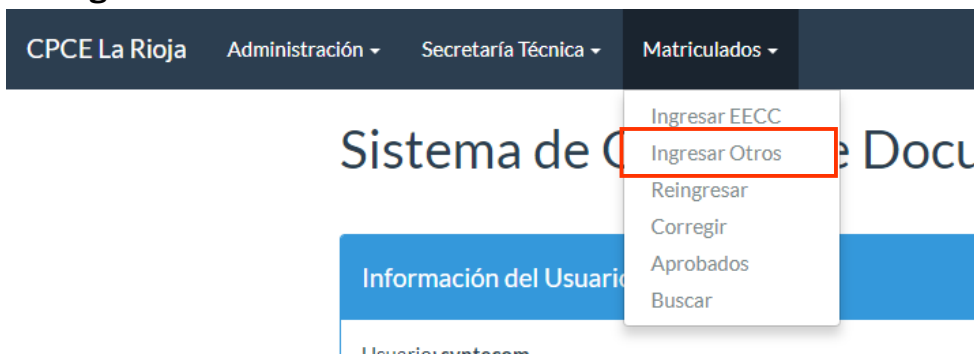 CPCE La Rioja Administración Secretaría Técnica Matriculados
Ingresar EECC
Sistema de Docu
Ingresar Otros
Reingresar
Corregir
Información del Usuario
Aprobados
Buscar